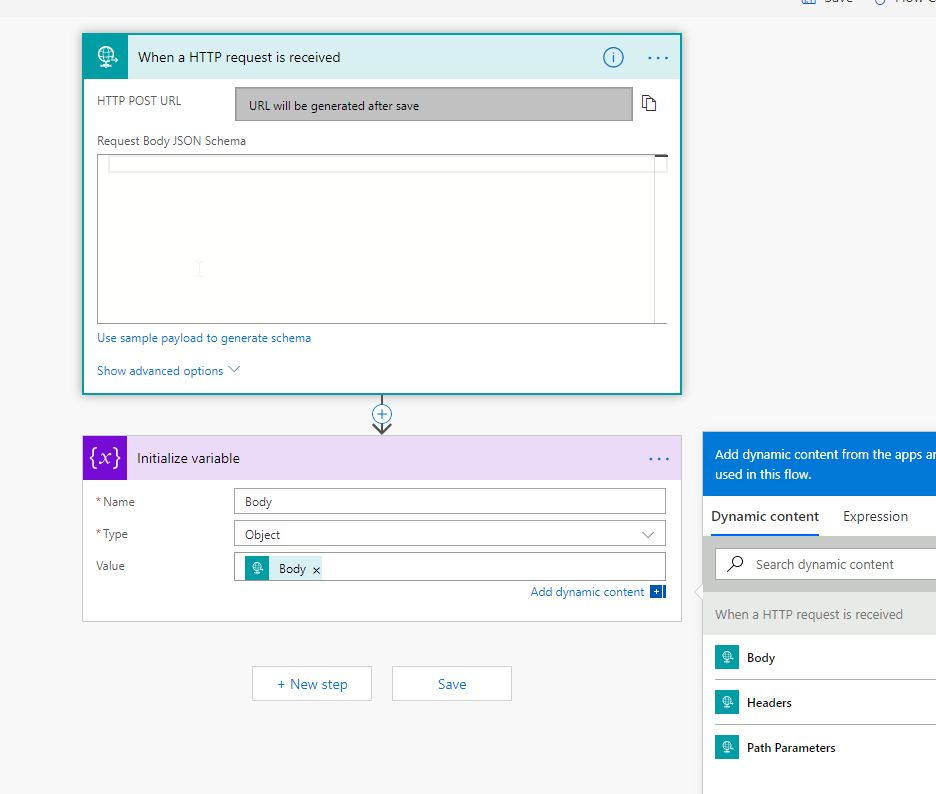 Save
Flow C
When a HTTP request is received
HTTP POST URL
URL will be generated after save
Request Body JSON Schema
Use sample payload to generate schema
Show advanced options
{x} Initialize variable
* Name
Body
* Type
Object
Value
Body ×
Add dynamic content +
+ New step
Save
Add dynamic content from the apps an
used in this flow.
Dynamic content
Expression
Search dynamic content
When a HTTP request is received
Body
Headers
Path Parameters